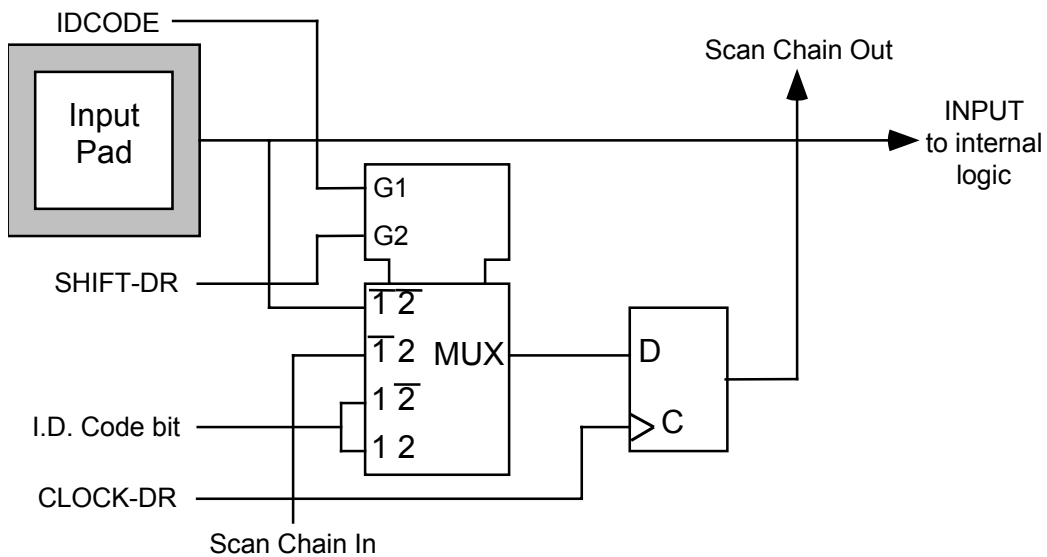 IDCODE
Scan Chain Out
Input
Pad
INPUT
to internal
logic
G1
G2
SHIFT-DR
1̅ 2̅
1̅ 2
MUX
D
1 2̅
I.D. Code bit
C
1 2
CLOCK-DR
Scan Chain In